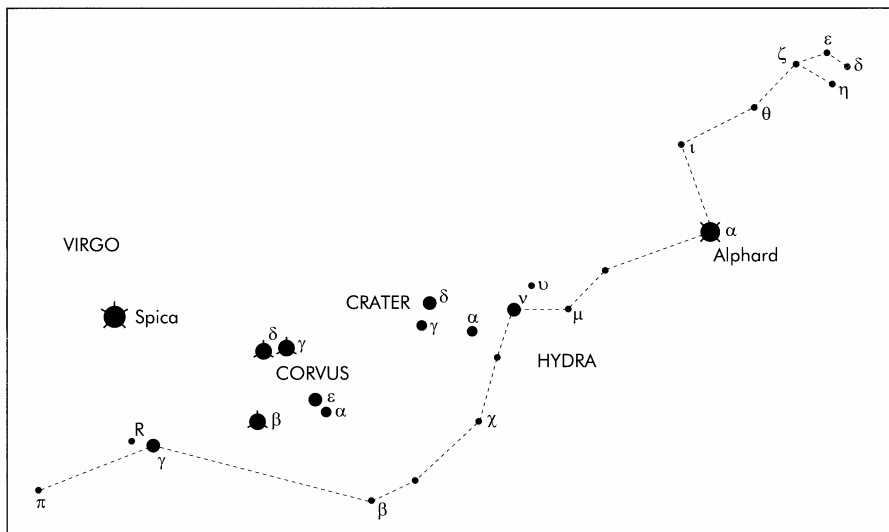 ε
ζ
δ
η
θ
ι
α
Alphard
VIRGO
Spica
CRATER
δ
γ
α
ν
υ
μ
HYDRA
δ
γ
CORVUS
ε
α
β
R
γ
χ
π
β